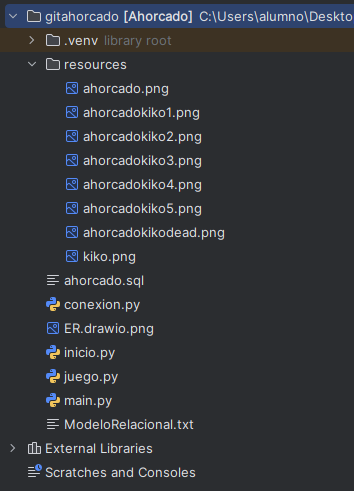 gitahorcado [Ahorcado] C:\Users\alumno\Deskto
.venv library root
resources
ahorcado.png
ahorcadokiko1.png
ahorcadokiko2.png
ahorcadokiko3.png
ahorcadokiko4.png
ahorcadokiko5.png
ahorcadokikodead.png
kiko.png
ahorcado.sql
conexion.py
ER.drawio.png
inicio.py
juego.py
main.py
ModeloRelacional.txt
External Libraries
Scratches and Consoles